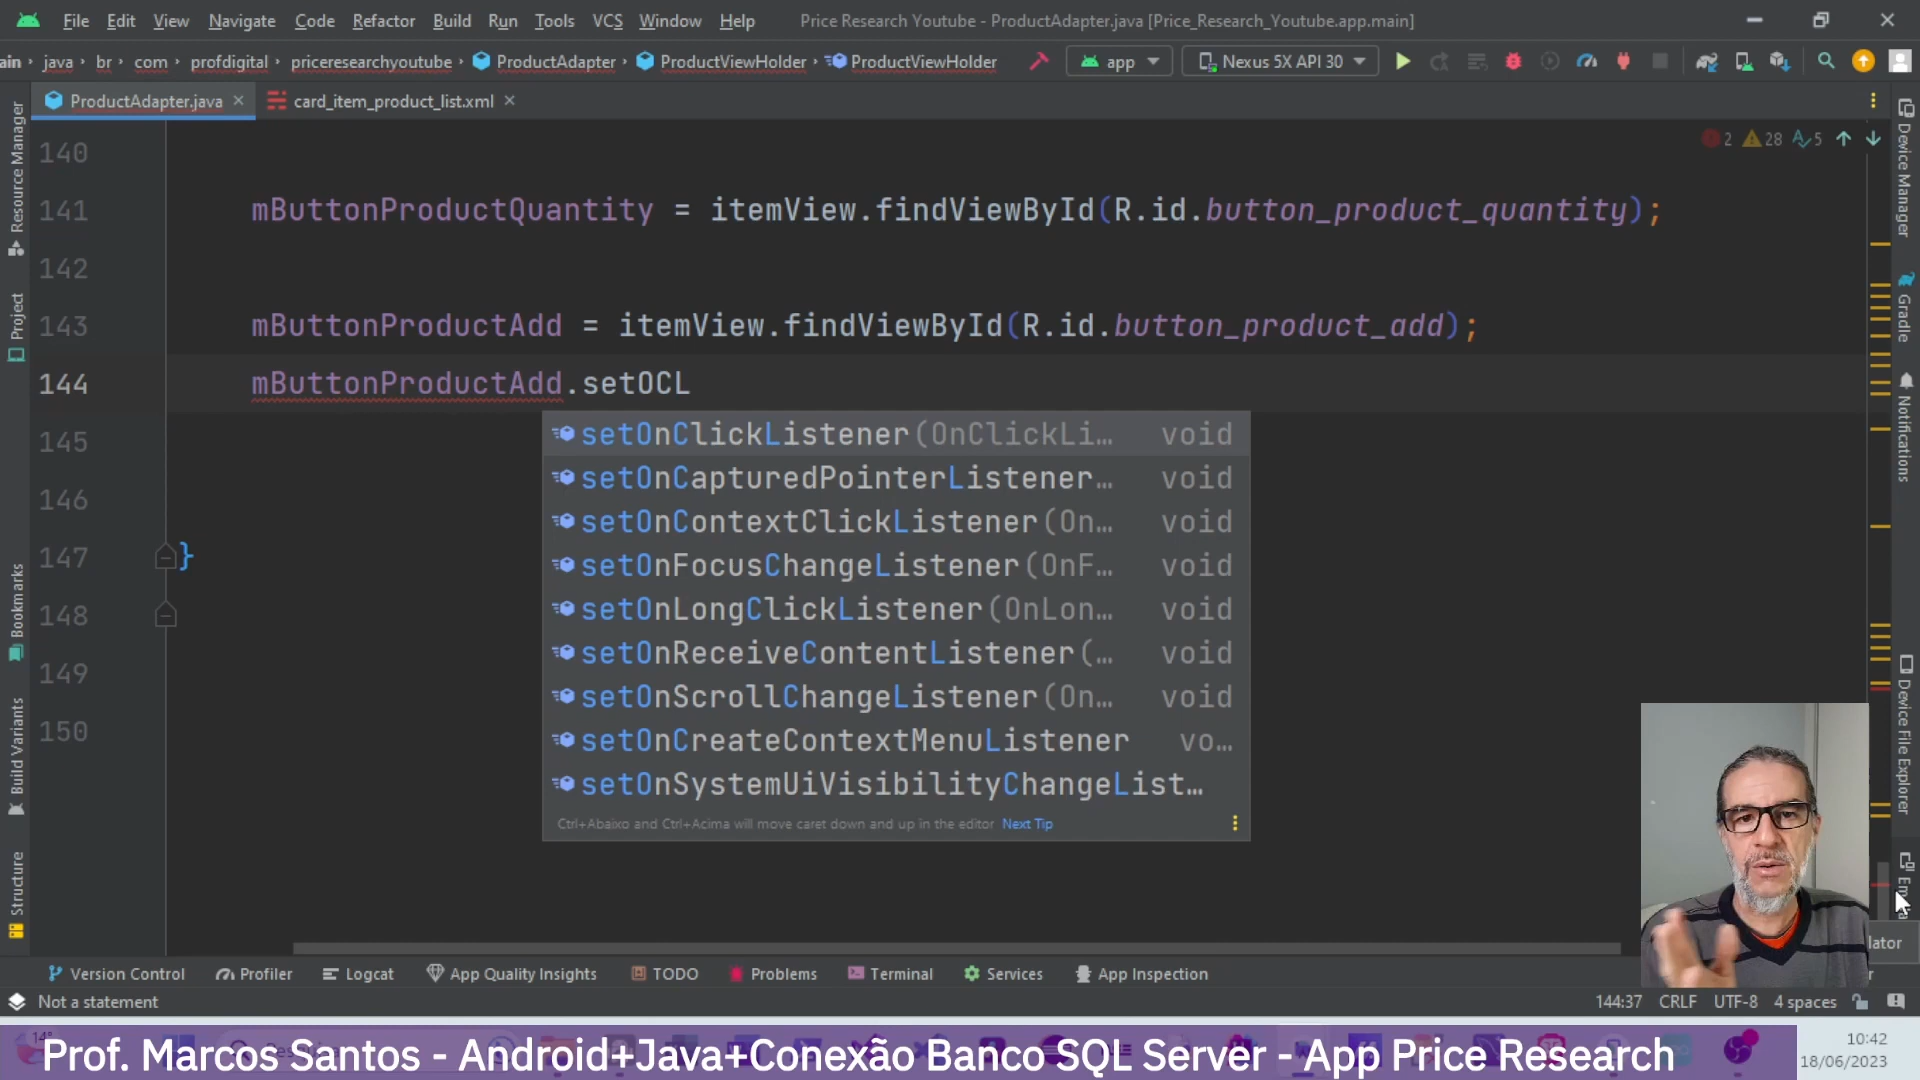 File Edit View Navigate Code Refactor Build Run Tools VCS Window Help Price Research Youtube - ProductAdapter.java [Price_Research_Youtube.app.main]
ain java br com profdigital priceresearchyoutube ProductAdapter ProductViewHolder ProductViewHolder app Nexus 5X API 30
ProductAdapter.java card_item_product_list.xml
2 28 5
140
141 mButtonProductQuantity = itemView.findViewById(R.id.button_product_quantity);
142
143 mButtonProductAdd = itemView.findViewById(R.id.button_product_add);
144 mButtonProductAdd.setOCL
145
146
147 }
148
149
150
setOnClickListener(OnClickLi… void
setOnCapturedPointerListener… void
setOnContextClickListener(On… void
setOnFocusChangeListener(OnF… void
setOnLongClickListener(OnLon… void
setOnReceiveContentListener(… void
setOnScrollChangeListener(On… void
setOnCreateContextMenuListener vo…
setOnSystemUiVisibilityChangeList…
Ctrl+Abaixo and Ctrl+Acima will move caret down and up in the editor Next Tip
Resource Manager
Project
Bookmarks
Build Variants
Structure
Device Manager
Gradle
Notifications
Device File Explorer
lator
Version Control Profiler Logcat App Quality Insights TODO Problems Terminal Services App Inspection
Not a statement 144:37 CRLF UTF-8 4 spaces
14°
Prof. Marcos Santos - Android+Java+Conexão Banco SQL Server - App Price Research
10:42
18/06/2023